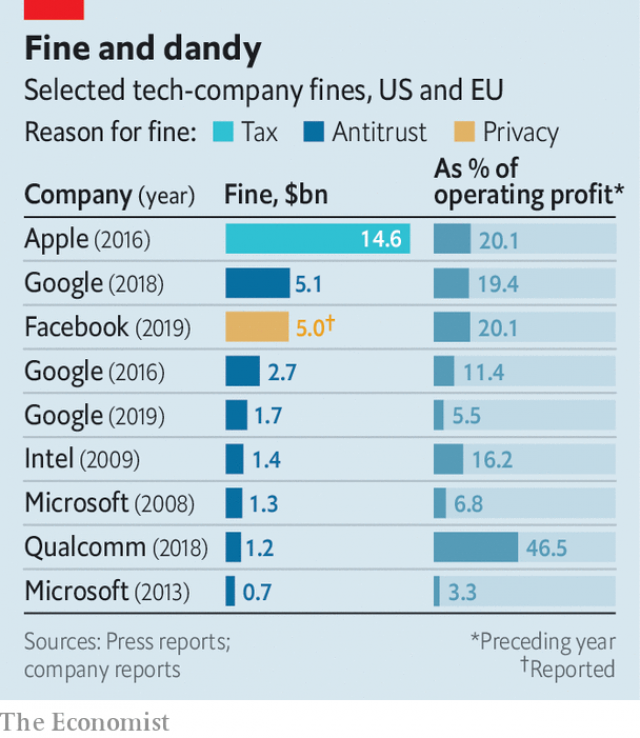 Fine and dandy
Selected tech-company fines, US and EU
Reason for fine: Tax Antitrust Privacy
Company (year) Fine, $bn As % of operating profit*
Apple (2016) 14.6 20.1
Google (2018) 5.1 19.4
Facebook (2019) 5.0† 20.1
Google (2016) 2.7 11.4
Google (2019) 1.7 5.5
Intel (2009) 1.4 16.2
Microsoft (2008) 1.3 6.8
Qualcomm (2018) 1.2 46.5
Microsoft (2013) 0.7 3.3
Sources: Press reports;
company reports
*Preceding year
†Reported
The Economist